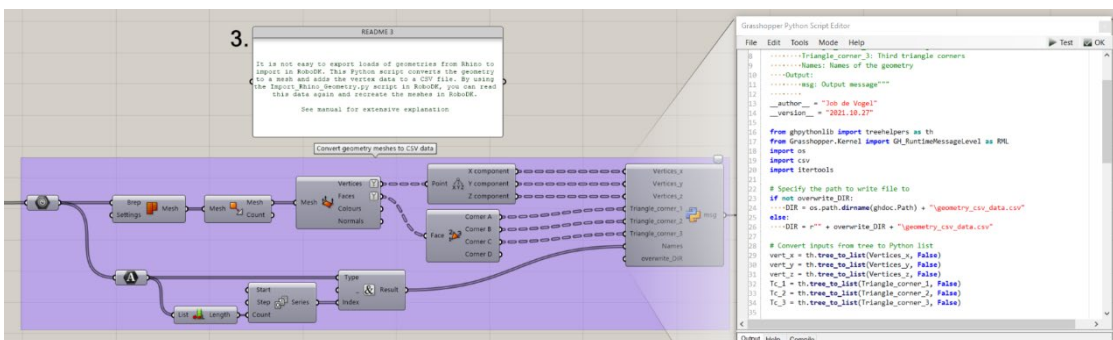 3.
README 3
It is not easy to export loads of geometries from Rhino to
import in RoboDK. This Python script converts the geometry
to a mesh and adds the vertex data to a CSV file. By using
the Import_Rhino_Geometry.py script in RoboDK, you can read
this data again and recreate the meshes in RoboDK.
See manual for extensive explanation
Convert geometry meshes to CSV data
Brep
Settings
Mesh
Mesh
Mesh
Count
Mesh
Vertices
Faces
Colours
Normals
Point
X component
Y component
Z component
Face
Corner A
Corner B
Corner C
Corner D
Vertices_x
Vertices_y
Vertices_z
Triangle_corner_1
Triangle_corner_2
Triangle_corner_3
Names
overwrite_DIR
msg
A
List
Length
Start
Step
Count
Series
Type
_
Index
&
Result
Grasshopper Python Script Editor
File Edit Tools Mode Help
Test OK
8 ········Triangle_corner_3: Third triangle corners
9 ········Names: Names of the geometry
10 ····Output:
11 ········msg: Output message"""
12 ········
13 __author__ = "Job de Vogel"
14 __version__ = "2021.10.27"
15
16 from ghpythonlib import treehelpers as th
17 from Grasshopper.Kernel import GH_RuntimeMessageLevel as RML
18 import os
19 import csv
20 import itertools
21
22 # Specify the path to write file to
23 if not overwrite_DIR:
24 ····DIR = os.path.dirname(ghdoc.Path) + "\geometry_csv_data.csv"
25 else:
26 ····DIR = r"" + overwrite_DIR + "\geometry_csv_data.csv"
27
28 # Convert inputs from tree to Python list
29 vert_x = th.tree_to_list(Vertices_x, False)
30 vert_y = th.tree_to_list(Vertices_y, False)
31 vert_z = th.tree_to_list(Vertices_z, False)
32 Tc_1 = th.tree_to_list(Triangle_corner_1, False)
33 Tc_2 = th.tree_to_list(Triangle_corner_2, False)
34 Tc_3 = th.tree_to_list(Triangle_corner_3, False)
35
Output Help Compile